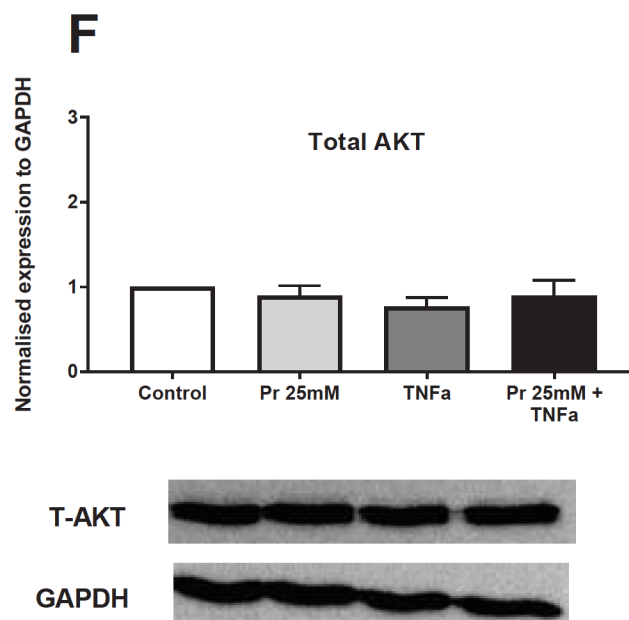 F
Normalised expression to GAPDH
3
2
1
0
Total AKT
Control
Pr 25mM
TNFa
Pr 25mM +
TNFa
T-AKT
GAPDH